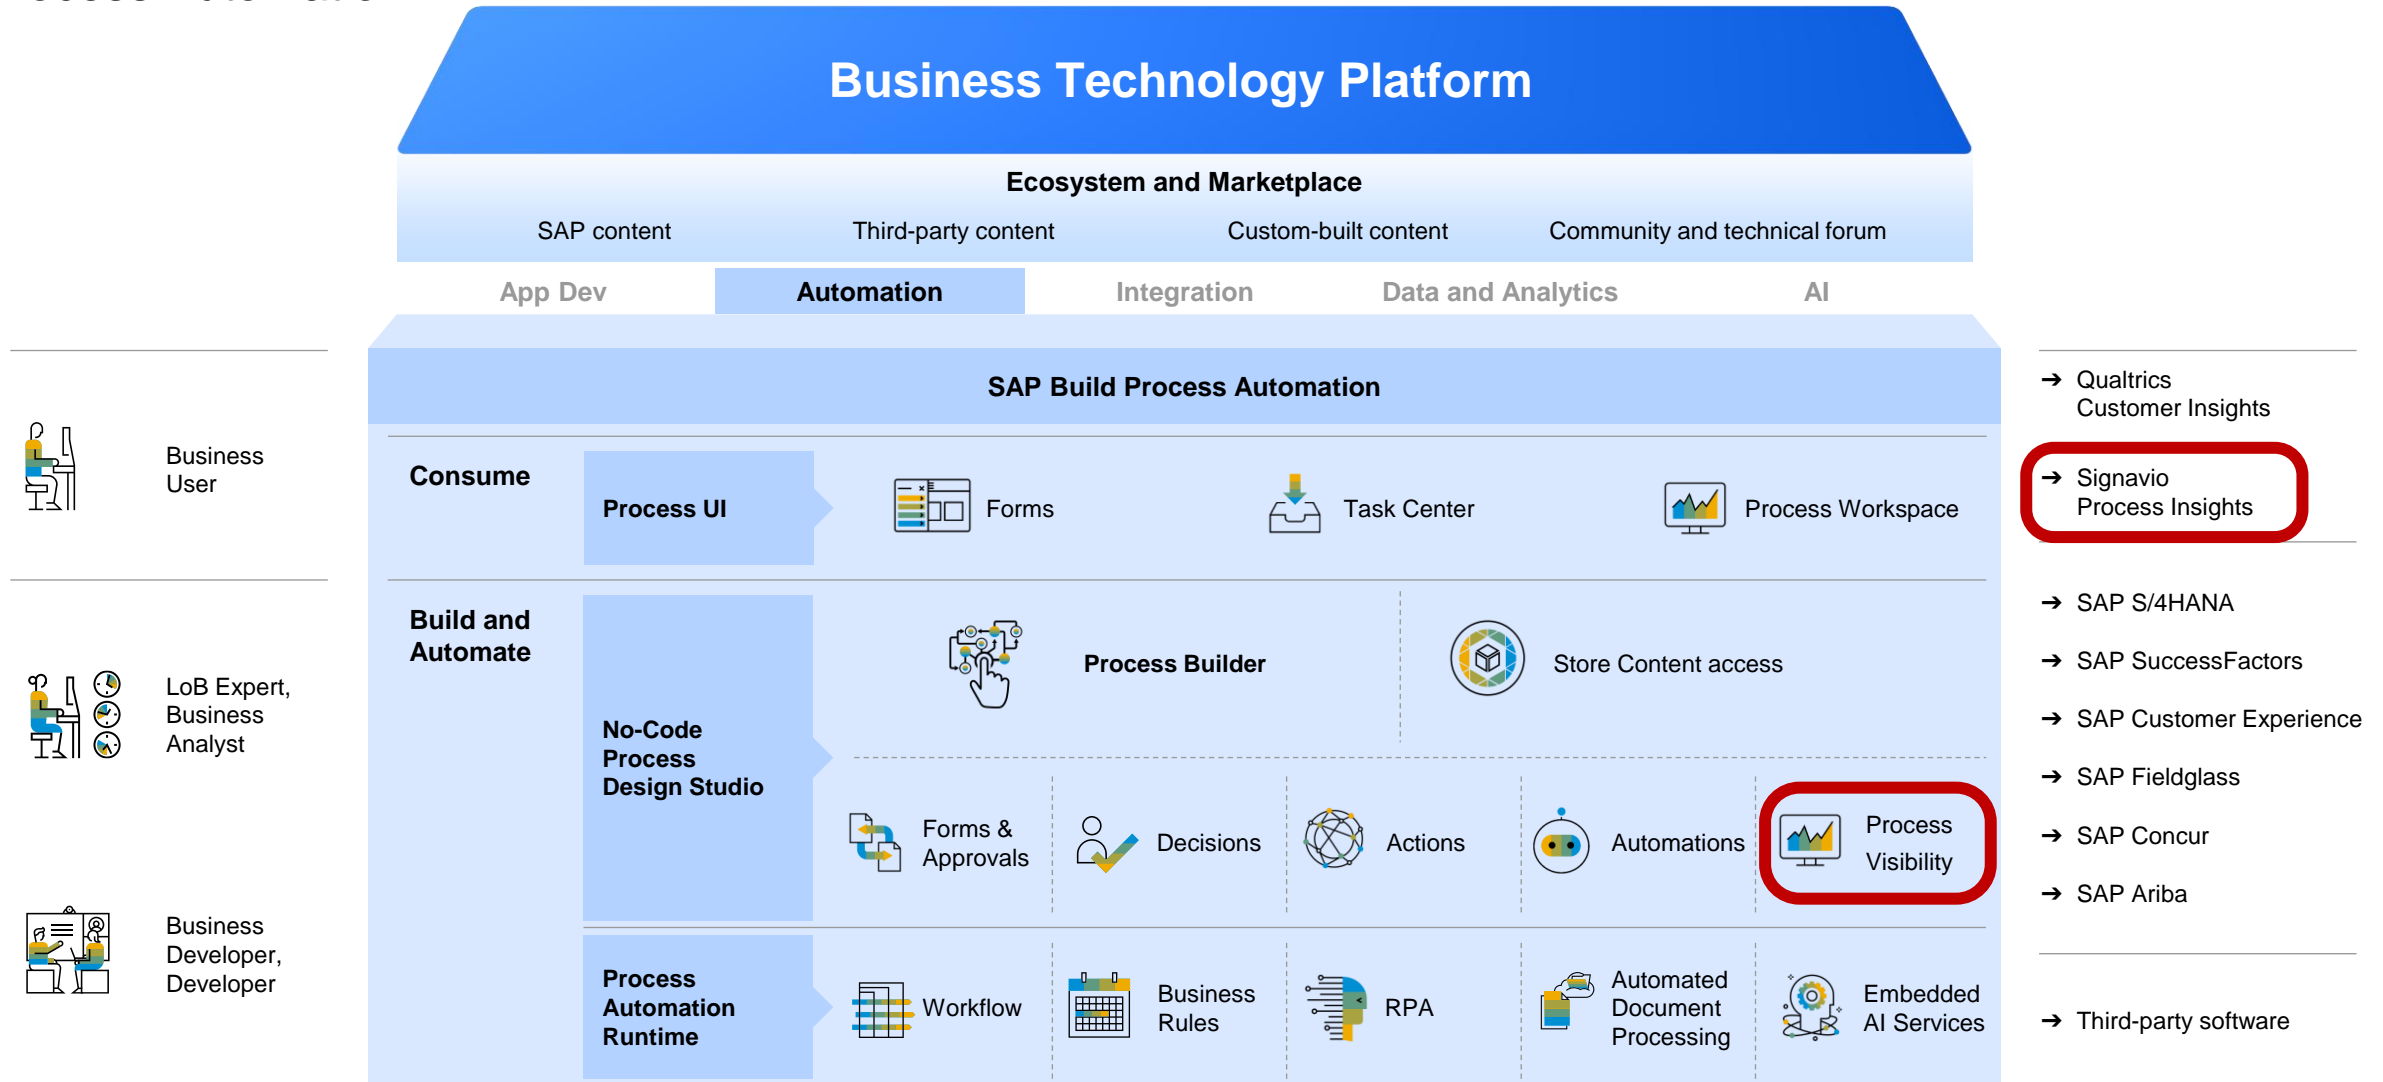 Business Technology Platform
Ecosystem and Marketplace
SAP content
Third-party content
Custom-built content
Community and technical forum
App Dev
Automation
Integration
Data and Analytics
AI
SAP Build Process Automation
Business
User
LoB Expert,
Business
Analyst
Business
Developer,
Developer
Consume
Process UI
Forms
Task Center
Process Workspace
Build and
Automate
No-Code
Process
Design Studio
Process Builder
Store Content access
Forms &
Approvals
Decisions
Actions
Automations
Process
Visibility
Process
Automation
Runtime
Workflow
Business
Rules
RPA
Automated
Document
Processing
Embedded
AI Services
➔ Qualtrics
Customer Insights
➔ Signavio
Process Insights
➔ SAP S/4HANA
➔ SAP SuccessFactors
➔ SAP Customer Experience
➔ SAP Fieldglass
➔ SAP Concur
➔ SAP Ariba
➔ Third-party software